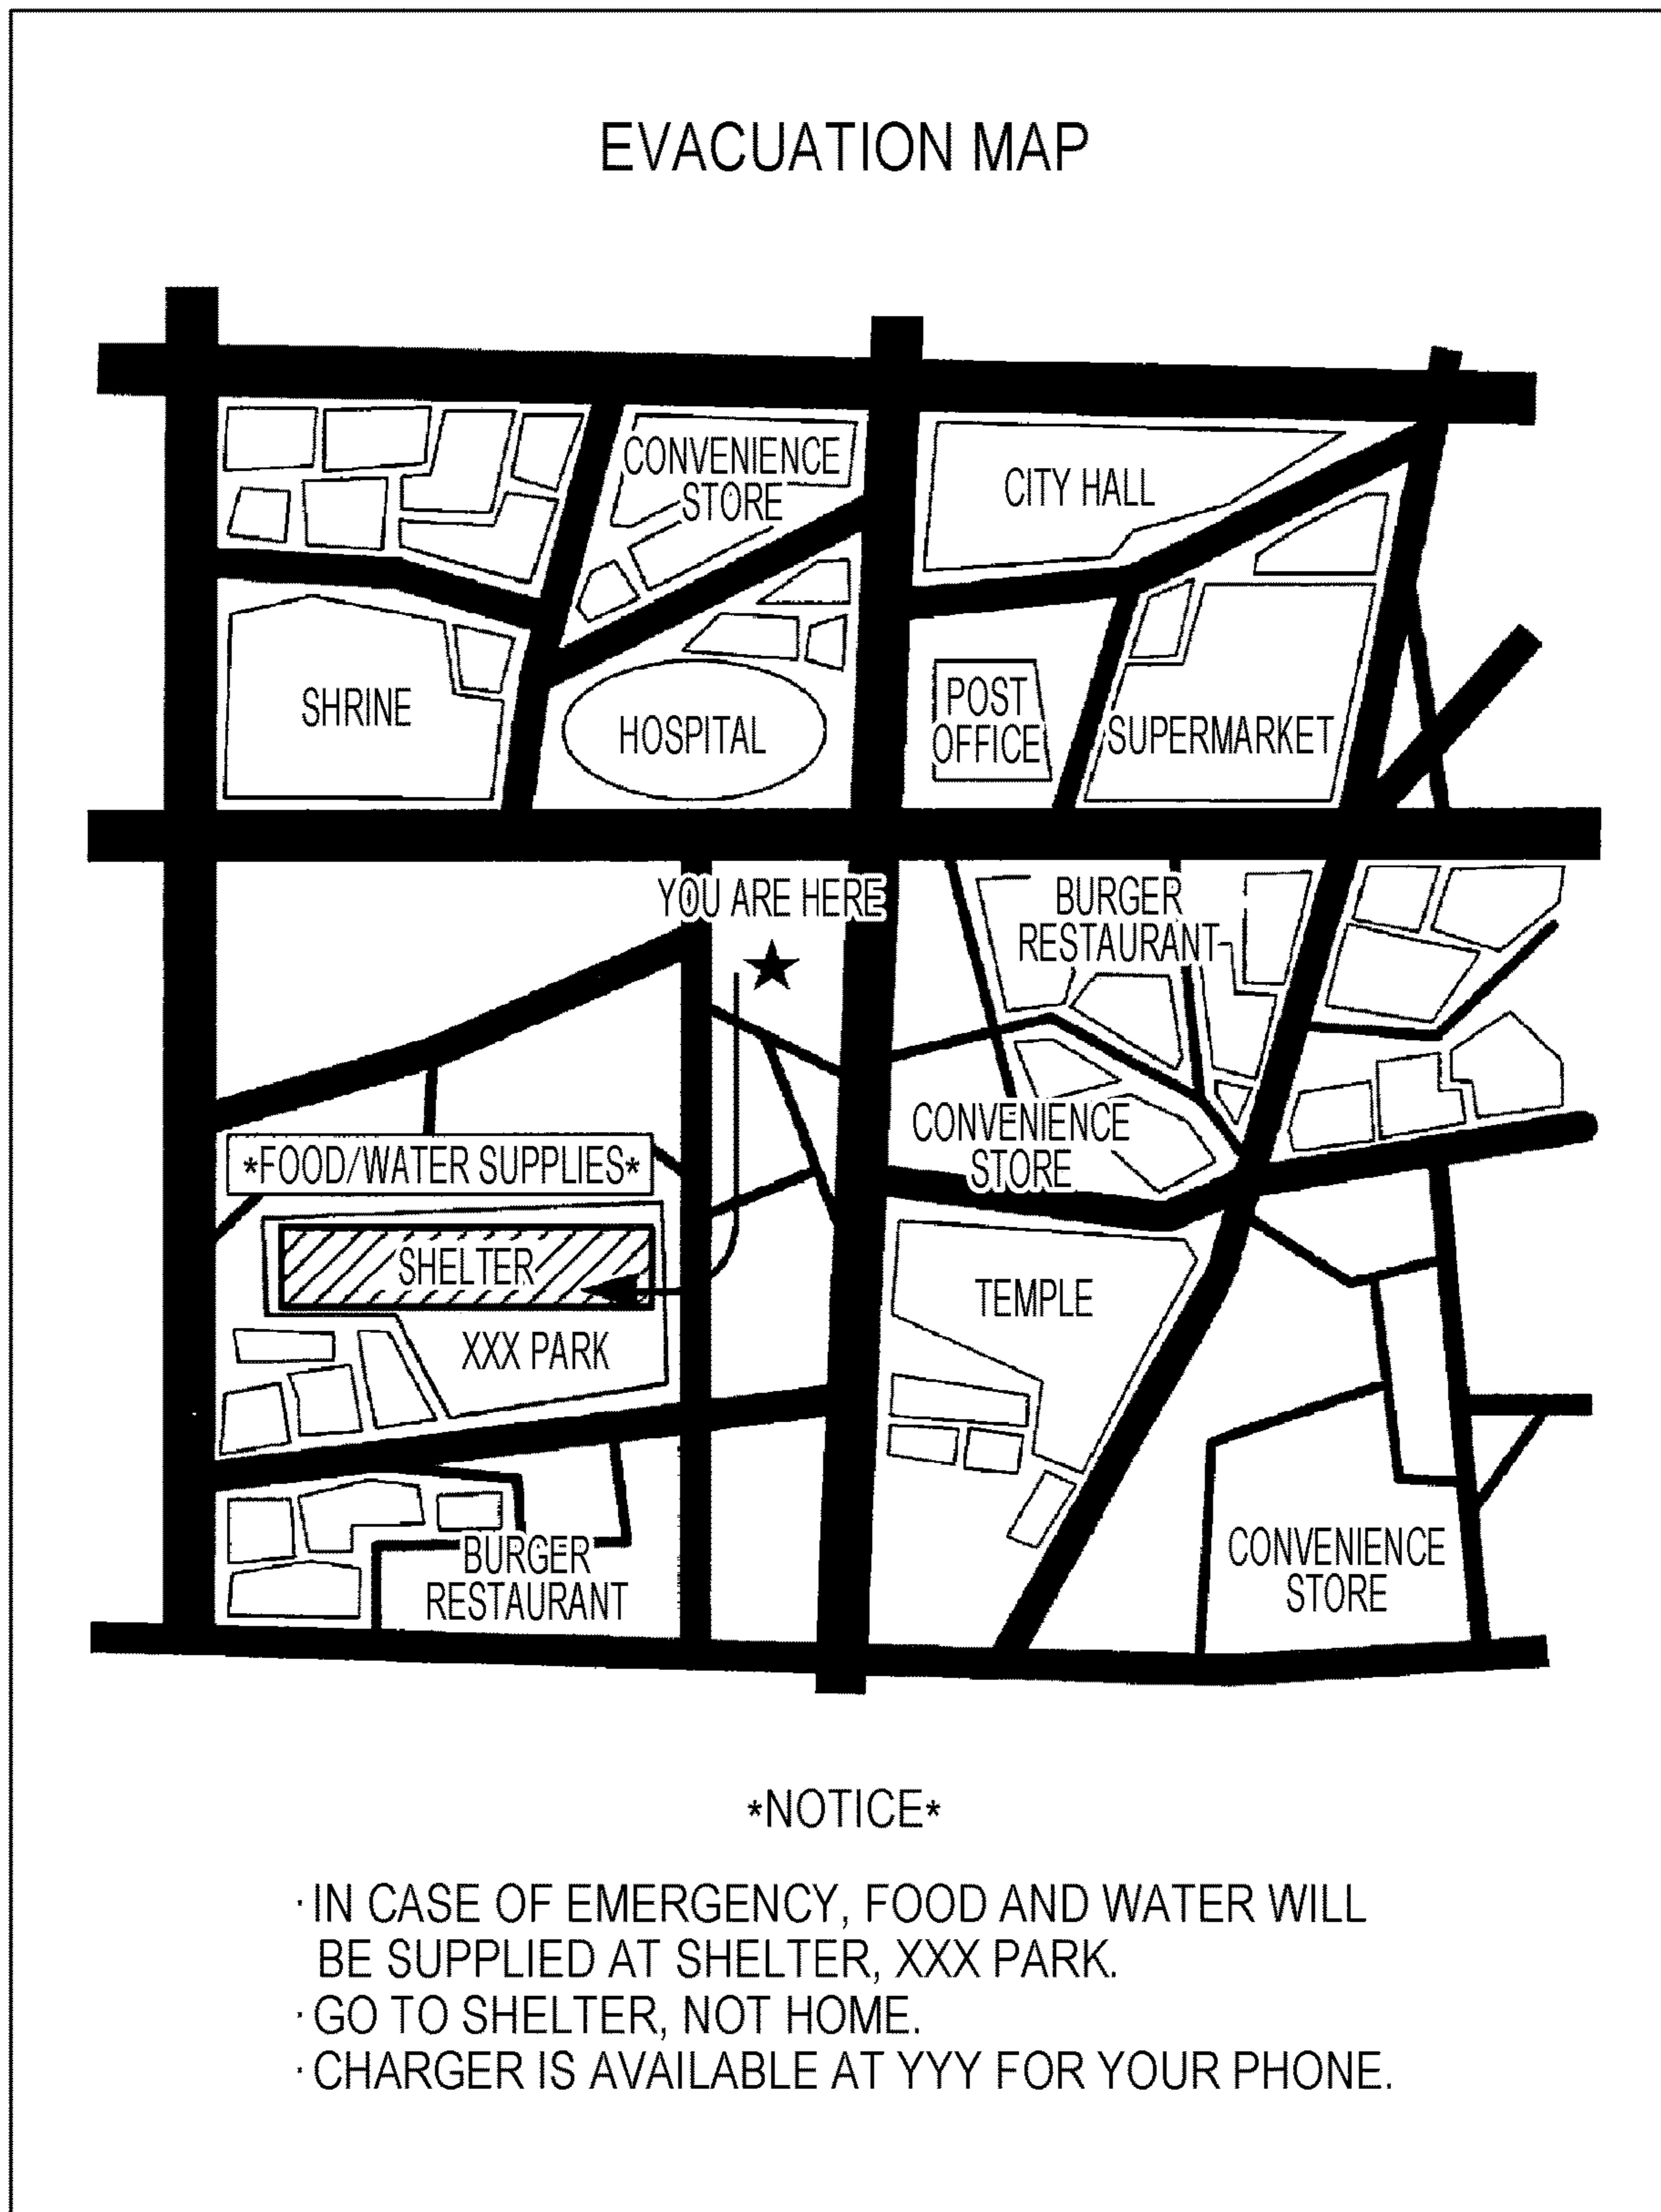 EVACUATION MAP
CONVENIENCE
STORE
CITY HALL
SHRINE
HOSPITAL
POST
OFFICE
SUPERMARKET
YOU ARE HERE
BURGER
RESTAURANT
CONVENIENCE
STORE
*FOOD/WATER SUPPLIES*
SHELTER
XXX PARK
TEMPLE
BURGER
RESTAURANT
CONVENIENCE
STORE
*NOTICE*
· IN CASE OF EMERGENCY, FOOD AND WATER WILL
BE SUPPLIED AT SHELTER, XXX PARK.
· GO TO SHELTER, NOT HOME.
· CHARGER IS AVAILABLE AT YYY FOR YOUR PHONE.